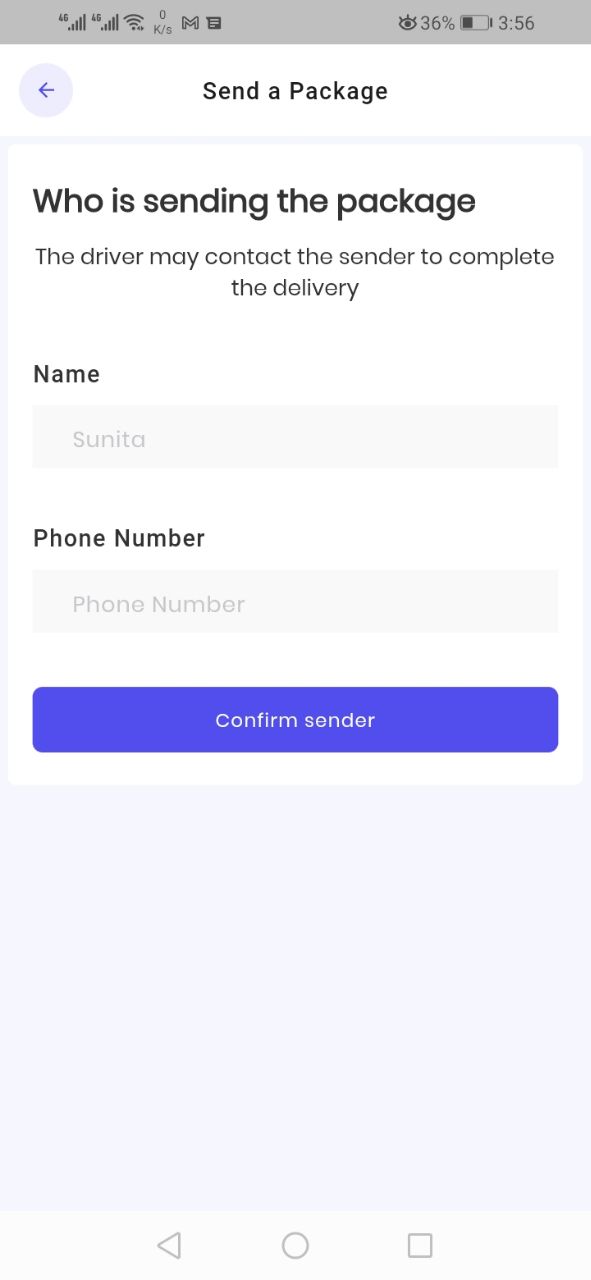 4G 4G 0 K/s 36% 3:56
Send a Package
Who is sending the package
The driver may contact the sender to complete
the delivery
Name
Sunita
Phone Number
Phone Number
Confirm sender